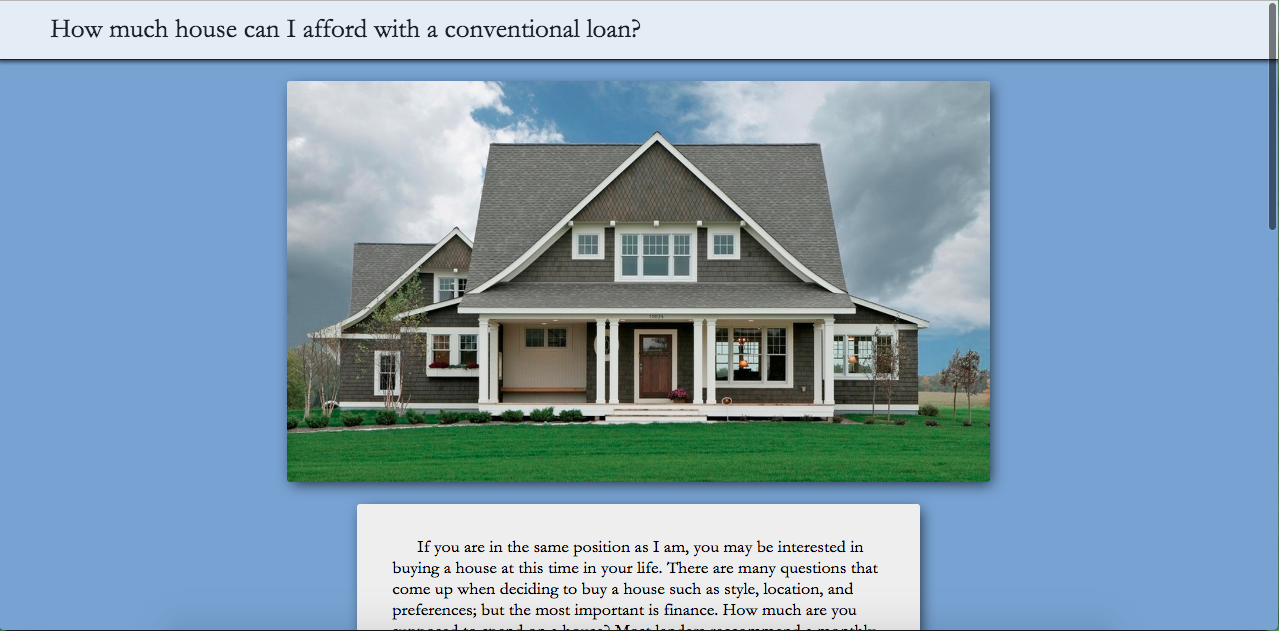 How much house can I afford with a conventional loan?
If you are in the same position as I am, you may be interested in
buying a house at this time in your life. There are many questions that
come up when deciding to buy a house such as style, location, and
preferences; but the most important is finance. How much are you